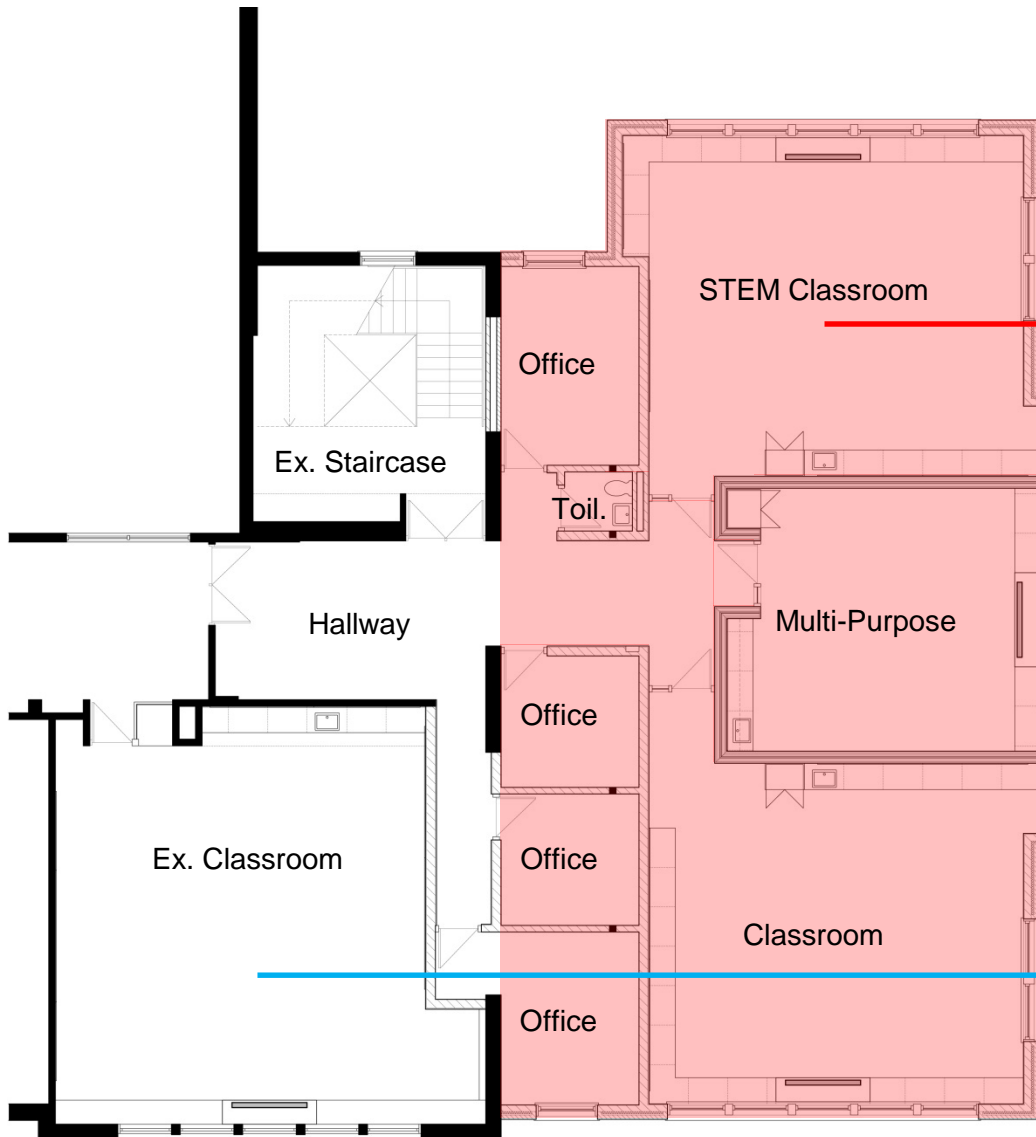 STEM Classroom
Office
Ex. Staircase
Toil.
Hallway
Multi-Purpose
Office
Ex. Classroom
Office
Classroom
Office